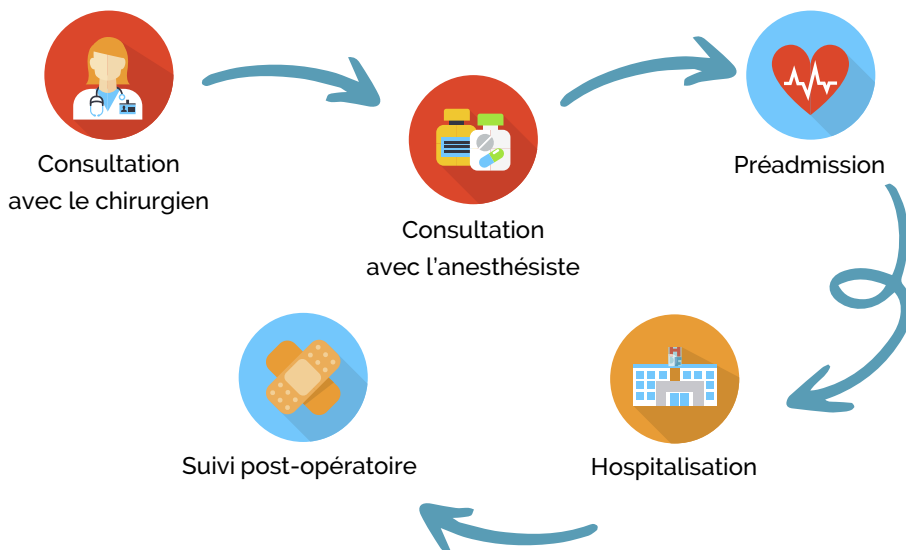 Consultation
avec le chirurgien
Consultation
avec l'anesthésiste
Préadmission
Hospitalisation
Suivi post-opératoire